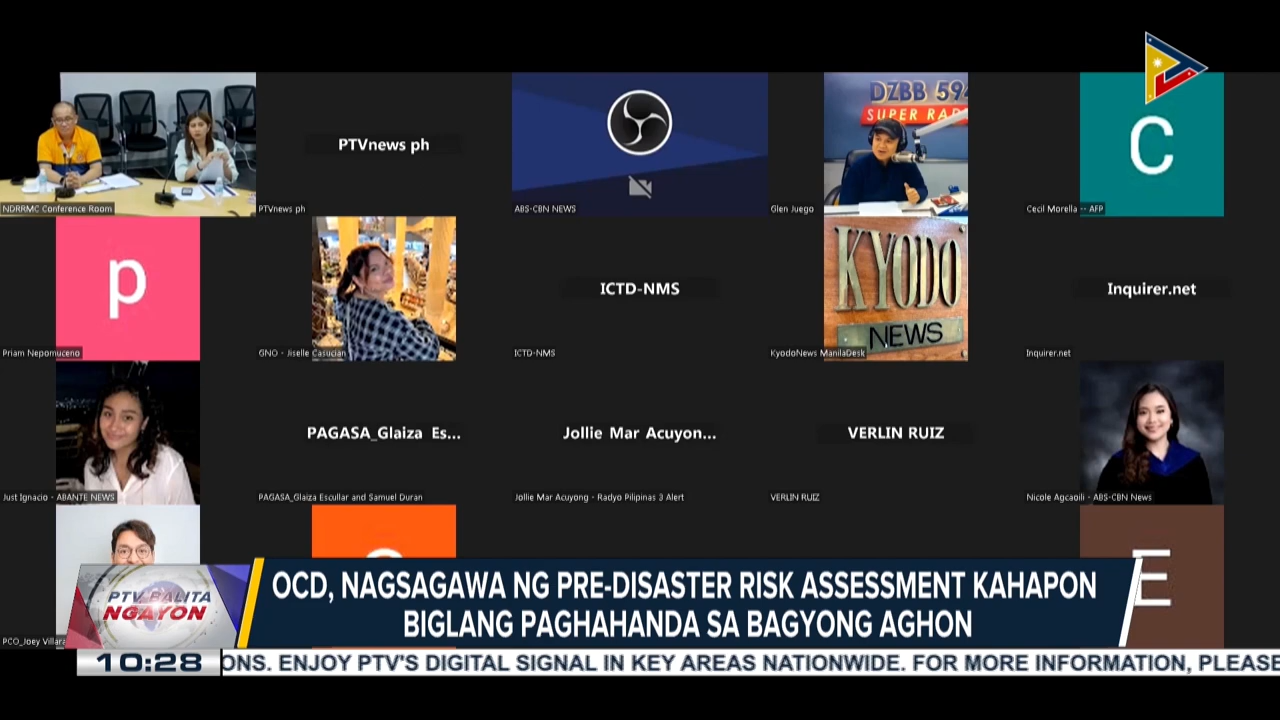 DZBB 594
SUPER RADI
PTVnews ph
C
NDRRMC Conference Room
PTVnews ph
ABS-CBN NEWS
Glen Juego
Cecil Morella -- AFP
p
ICTD-NMS
KYODO
NEWS
Inquirer.net
Priam Nepomuceno
GNO - Jiselle Casucian
ICTD-NMS
KyodoNews ManilaDesk
Inquirer.net
PAGASA_Glaiza Es...
Jollie Mar Acuyon...
VERLIN RUIZ
Just Ignacio - ABANTE NEWS
PAGASA_Glaiza Escullar and Samuel Duran
Jollie Mar Acuyong - Radyo Pilipinas 3 Alert
VERLIN RUIZ
Nicole Agcaoili - ABS-CBN News
E
PTV BALITA
NGAYON
OCD, NAGSAGAWA NG PRE-DISASTER RISK ASSESSMENT KAHAPON
BIGLANG PAGHAHANDA SA BAGYONG AGHON
PCO_Joey Villara
10:28
ONS. ENJOY PTV'S DIGITAL SIGNAL IN KEY AREAS NATIONWIDE. FOR MORE INFORMATION, PLEASE